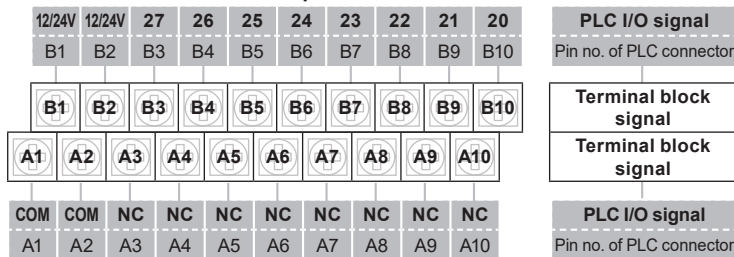 12/24V 12/24V 27 26 25 24 23 22 21 20 PLC I/O signal
B1 B2 B3 B4 B5 B6 B7 B8 B9 B10 Pin no. of PLC connector
B1 B2 B3 B4 B5 B6 B7 B8 B9 B10 Terminal block
signal
A1 A2 A3 A4 A5 A6 A7 A8 A9 A10 Terminal block
signal
COM COM NC NC NC NC NC NC NC NC PLC I/O signal
A1 A2 A3 A4 A5 A6 A7 A8 A9 A10 Pin no. of PLC connector